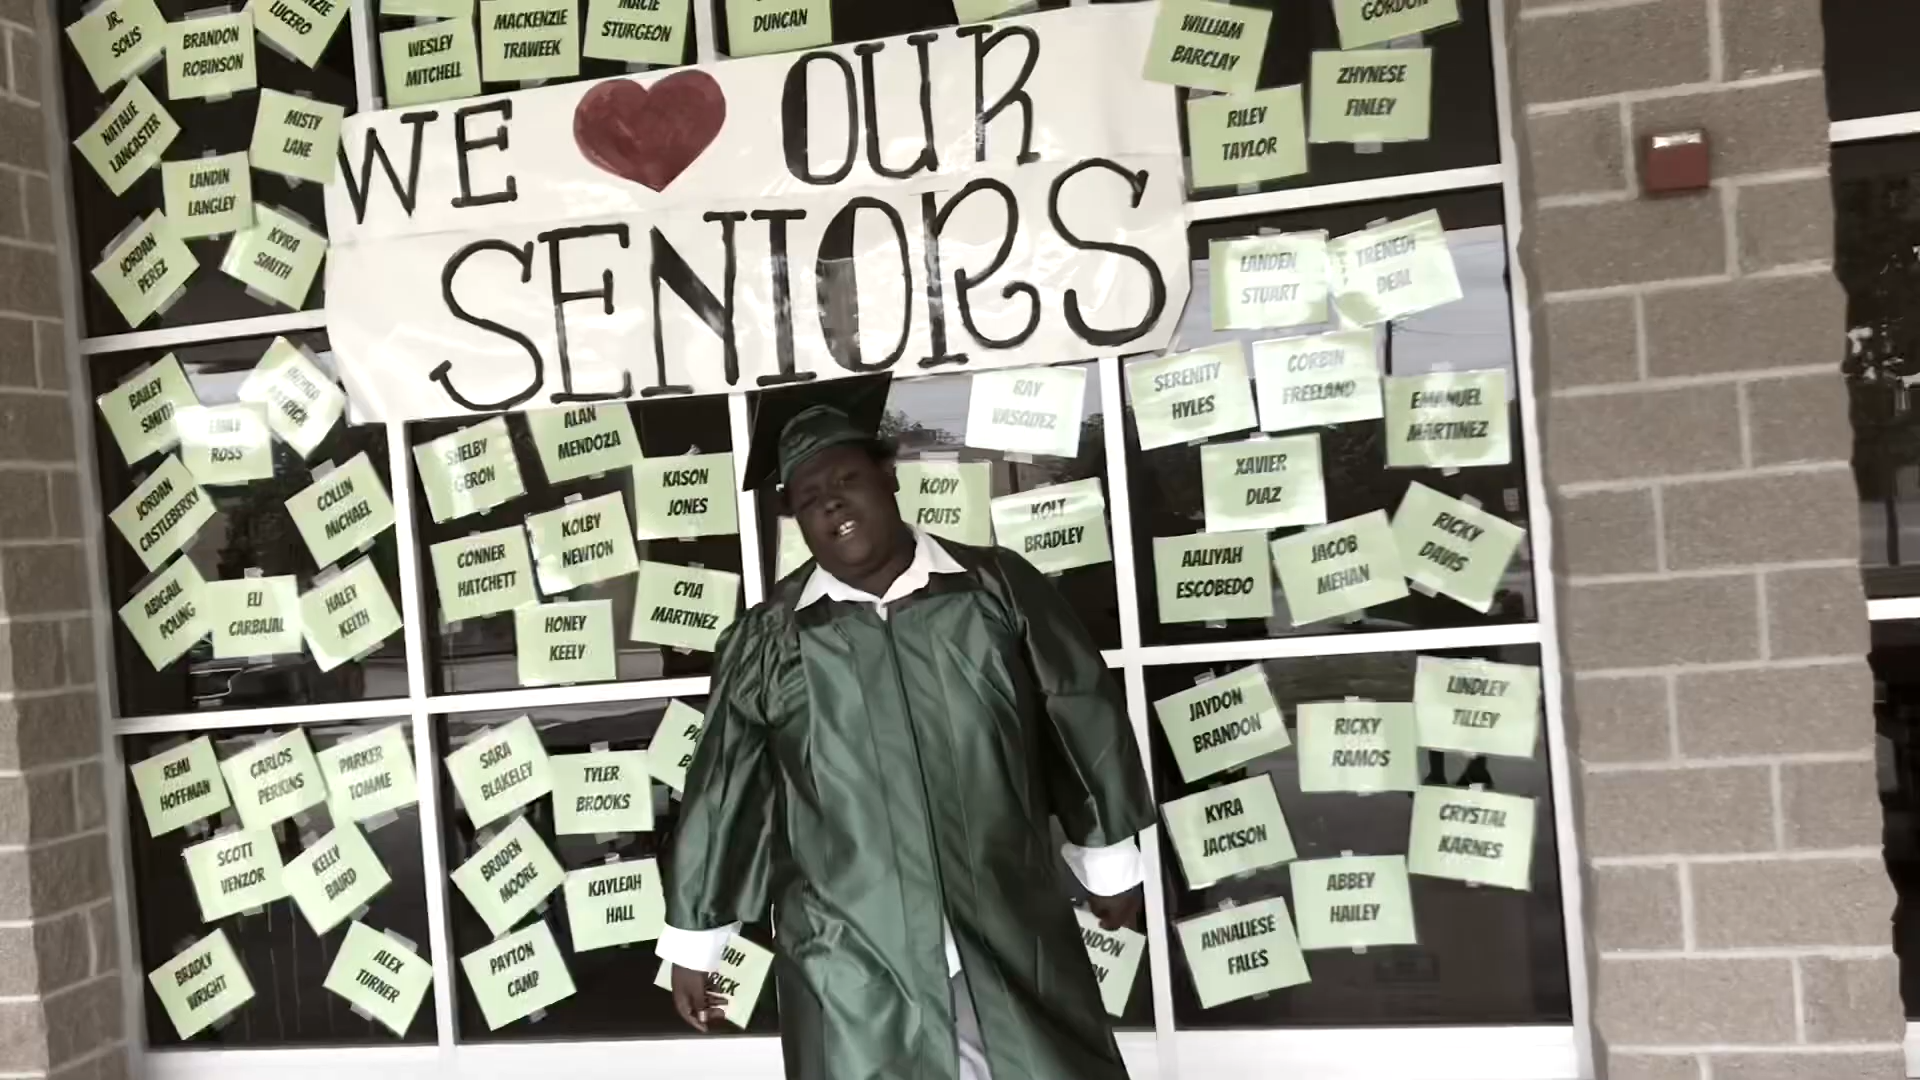 JR.
SOLIS
BRANDON
ROBINSON
LUCERO
WESLEY
MITCHELL
MACKENZIE
TRAWEEK
MACIE
STURGEON
DUNCAN
WILLIAM
BARCLAY
GORDON
NATALIE
LANCASTER
MISTY
LANE
LANDIN
LANGLEY
JORDAN
PEREZ
KYRA
SMITH
WE OUR
SENIORS
RILEY
TAYLOR
ZHYNESE
FINLEY
LANDEN
STUART
TRENEDI
DEAL
BAILEY
SMITH
EMILY
ROSS
JORDAN
CASTLEBERRY
COLLIN
MICHAEL
ABIGAIL
POUNG
ELI
CARBAJAL
HALEY
KEITH
SHELBY
GERON
ALAN
MENDOZA
KASON
JONES
CONNER
HATCHETT
KOLBY
NEWTON
CYIA
MARTINEZ
HONEY
KEELY
RAY
VASQUEZ
KODY
FOUTS
KOLT
BRADLEY
SERENITY
HYLES
CORBIN
FREELAND
EMANUEL
MARTINEZ
XAVIER
DIAZ
AALIYAH
ESCOBEDO
JACOB
MEHAN
RICKY
DAVIS
REMI
HOFFMAN
CARLOS
PERKINS
PARKER
TOMME
SCOTT
VENZOR
KELLY
BAIRD
BRADLY
WRIGHT
ALEX
TURNER
SARA
BLAKELEY
TYLER
BROOKS
BRADEN
MOORE
KAYLEAH
HALL
PAYTON
CAMP
JAYDON
BRANDON
RICKY
RAMOS
LINDLEY
TILLEY
KYRA
JACKSON
CRYSTAL
KARNES
ABBEY
HAILEY
ANNALIESE
FALES